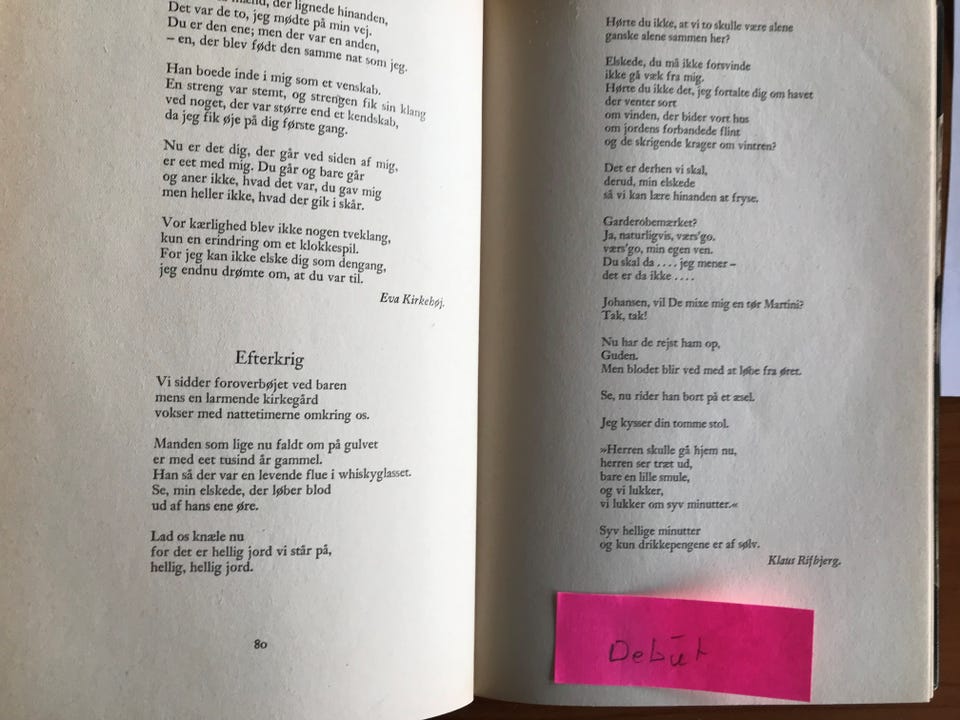 mænd, der lignede hinanden,
Det var de to, jeg mødte på min vej.
Du er den ene; men der var en anden,
– en, der blev født den samme nat som jeg.
Han boede inde i mig som et venskab.
En streng var stemt, og strengen fik sin klang
ved noget, der var større end et kendskab,
da jeg fik øje på dig første gang.
Nu er det dig, der går ved siden af mig,
er eet med mig. Du går og bare går
og aner ikke, hvad det var, du gav mig
men heller ikke, hvad der gik i skår.
Vor kærlighed blev ikke nogen tveklang,
kun en erindring om et klokkespil.
For jeg kan ikke elske dig som dengang,
jeg endnu drømte om, at du var til.
Eva Kirkehøj.
Efterkrig
Vi sidder foroverbøjet ved baren
mens en larmende kirkegård
vokser med nattetimerne omkring os.
Manden som lige nu faldt om på gulvet
er med eet tusind år gammel.
Han så der var en levende flue i whiskyglasset.
Se, min elskede, der løber blod
ud af hans ene øre.
Lad os knæle nu
for det er hellig jord vi står på,
hellig, hellig jord.
80
Hørte du ikke, at vi to skulle være alene
ganske alene sammen her?
Elskede, du må ikke forsvinde
ikke gå væk fra mig.
Hørte du ikke det, jeg fortalte dig om havet
der venter sort
om vinden, der bider vort hus
om jordens forbandede flint
og de skrigende krager om vintren?
Det er derhen vi skal,
derud, min elskede
så vi kan lære hinanden at fryse.
Garderobemærket?
Ja, naturligvis, værs'go,
værs'go, min egen ven.
Du skal da . . . . jeg mener –
det er da ikke . . . .
Johansen, vil De mixe mig en tør Martini?
Tak, tak!
Nu har de rejst ham op,
Guden.
Men blodet blir ved med at løbe fra øret.
Se, nu rider han bort på et æsel.
Jeg kysser din tomme stol.
»Herren skulle gå hjem nu,
herren ser træt ud,
bare en lille smule,
og vi lukker,
vi lukker om syv minutter.«
Syv hellige minutter
og kun drikkepengene er af sølv.
Klaus Rifbjerg.
Debut